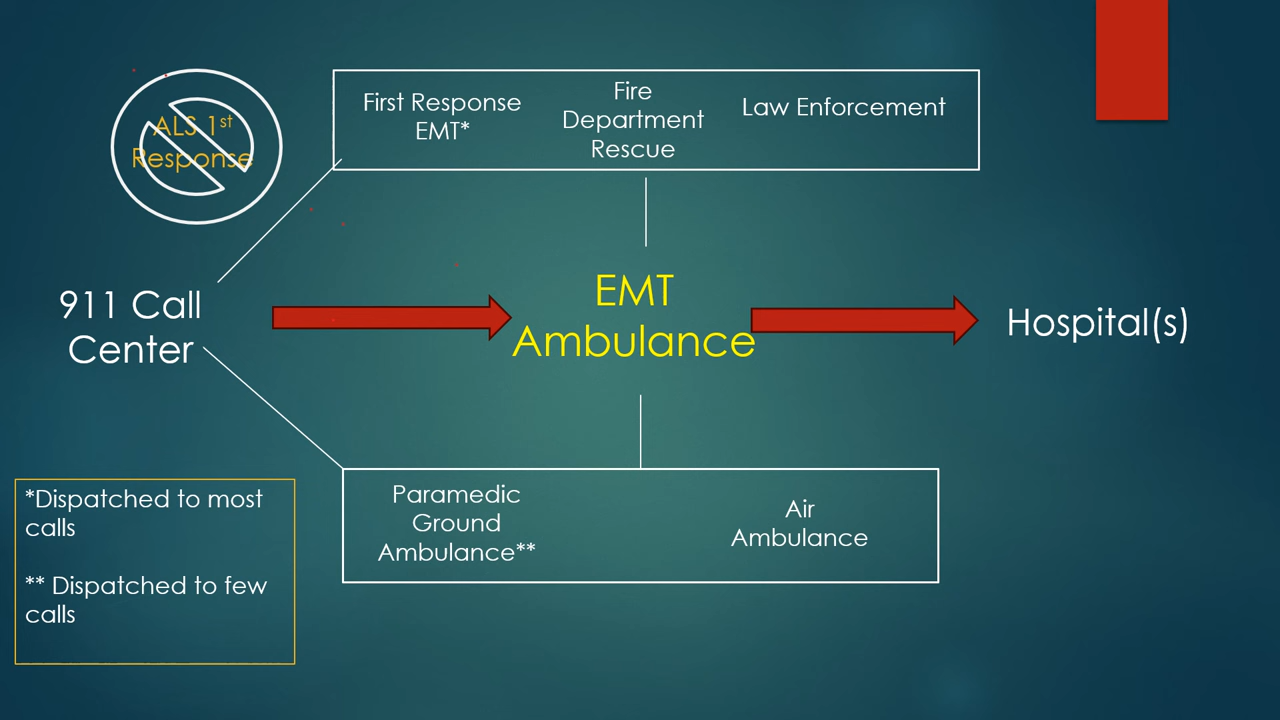 ALS 1st
Response
First Response
EMT*
Fire
Department
Rescue
Law Enforcement
911 Call
Center
EMT
Ambulance
Hospital(s)
*Dispatched to most
calls
** Dispatched to few
calls
Paramedic
Ground
Ambulance**
Air
Ambulance